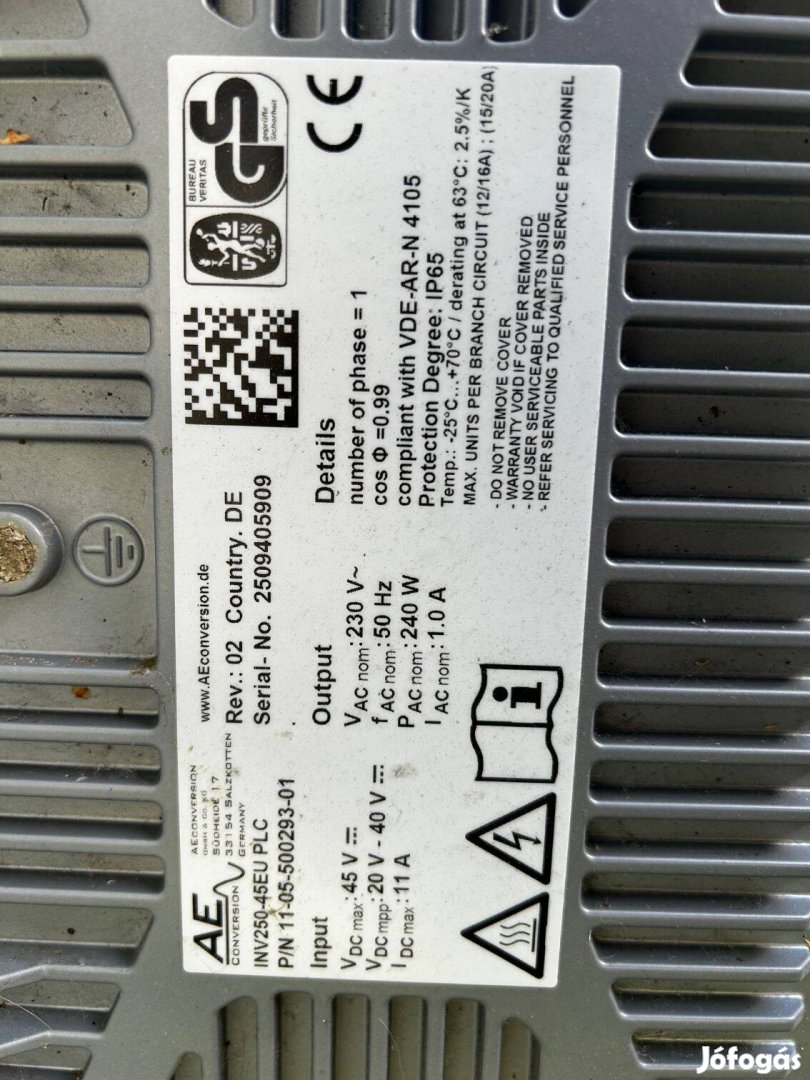 AE
CONVERSION
AECONVERSION
GMBH & CO. KG
SÜDHEIDE 17
33154 SALZKOTTEN
GERMANY
www.AEconversion.de
INV250-45EU PLC
Rev.: 02 Country. DE
P/N 11-05-500293-01
Serial- No. 2509405909
BUREAU
VERITAS
GS
geprüfte
Sicherheit
CE
Input
V DC max: 45 V
V DC mpp: 20 V - 40 V
I DC max: 11 A
Output
V AC nom: 230 V~
f AC nom: 50 Hz
P AC nom: 240 W
I AC nom: 1.0 A
Details
number of phase = 1
cos Φ =0.99
compliant with VDE-AR-N 4105
Protection Degree: IP65
Temp.: -25°C...+70°C / derating at 63°C: 2.5%/K
MAX. UNITS PER BRANCH CIRCUIT (12/16A) ; (15/20A)
- DO NOT REMOVE COVER
- WARRANTY VOID IF COVER REMOVED
- NO USER SERVICEABLE PARTS INSIDE
- REFER SERVICING TO QUALIFIED SERVICE PERSONNEL
Jófogás